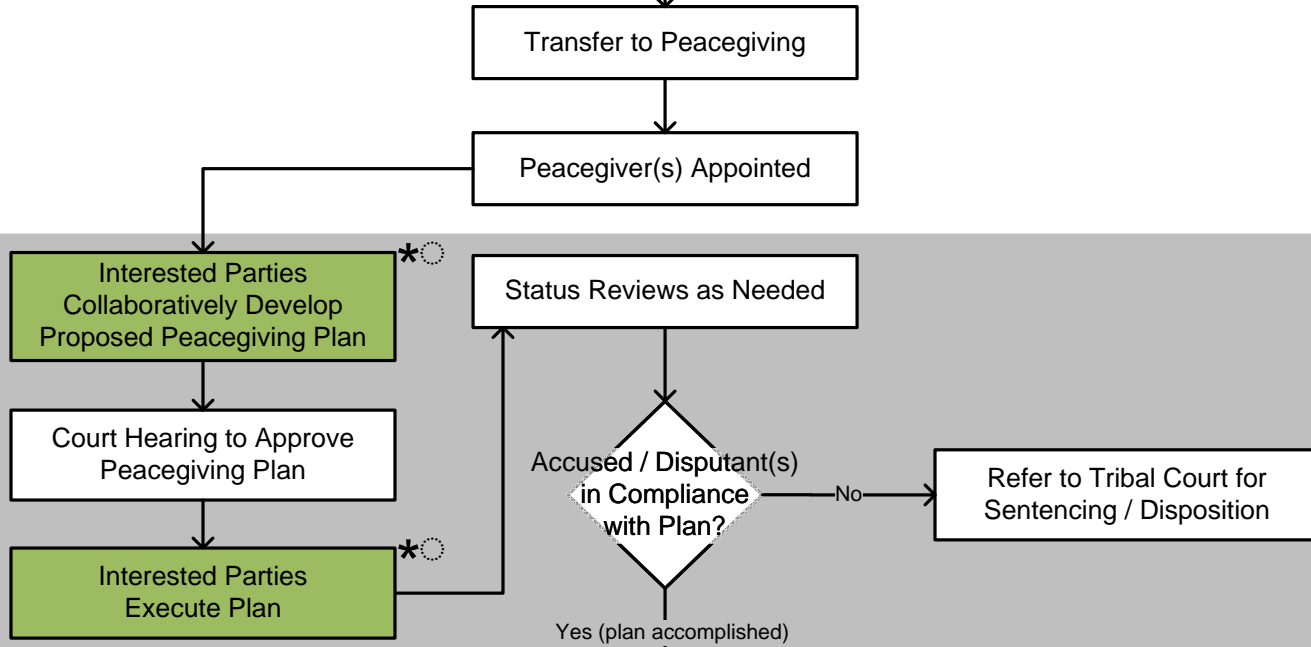 Transfer to Peacegiving
Peacegiver(s) Appointed
Interested Parties
Collaboratively Develop
Proposed Peacegiving Plan
*
Court Hearing to Approve
Peacegiving Plan
Interested Parties
Execute Plan
*
Status Reviews as Needed
Accused / Disputant(s)
in Compliance
with Plan?
No
Refer to Tribal Court for
Sentencing / Disposition
Yes (plan accomplished)